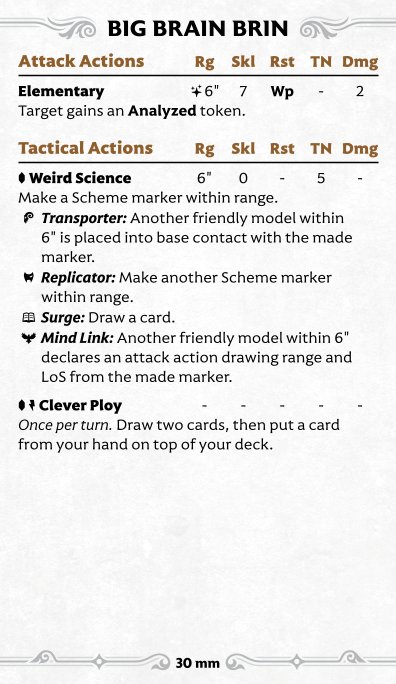 BIG BRAIN BRIN
Attack Actions Rg Skl Rst TN Dmg
Elementary 6" 7 Wp - 2
Target gains an Analyzed token.
Tactical Actions Rg Skl Rst TN Dmg
Weird Science 6" 0 - 5 -
Make a Scheme marker within range.
Transporter: Another friendly model within
6" is placed into base contact with the made
marker.
Replicator: Make another Scheme marker
within range.
Surge: Draw a card.
Mind Link: Another friendly model within 6"
declares an attack action drawing range and
LoS from the made marker.
Clever Ploy - - - - -
Once per turn. Draw two cards, then put a card
from your hand on top of your deck.
30 mm